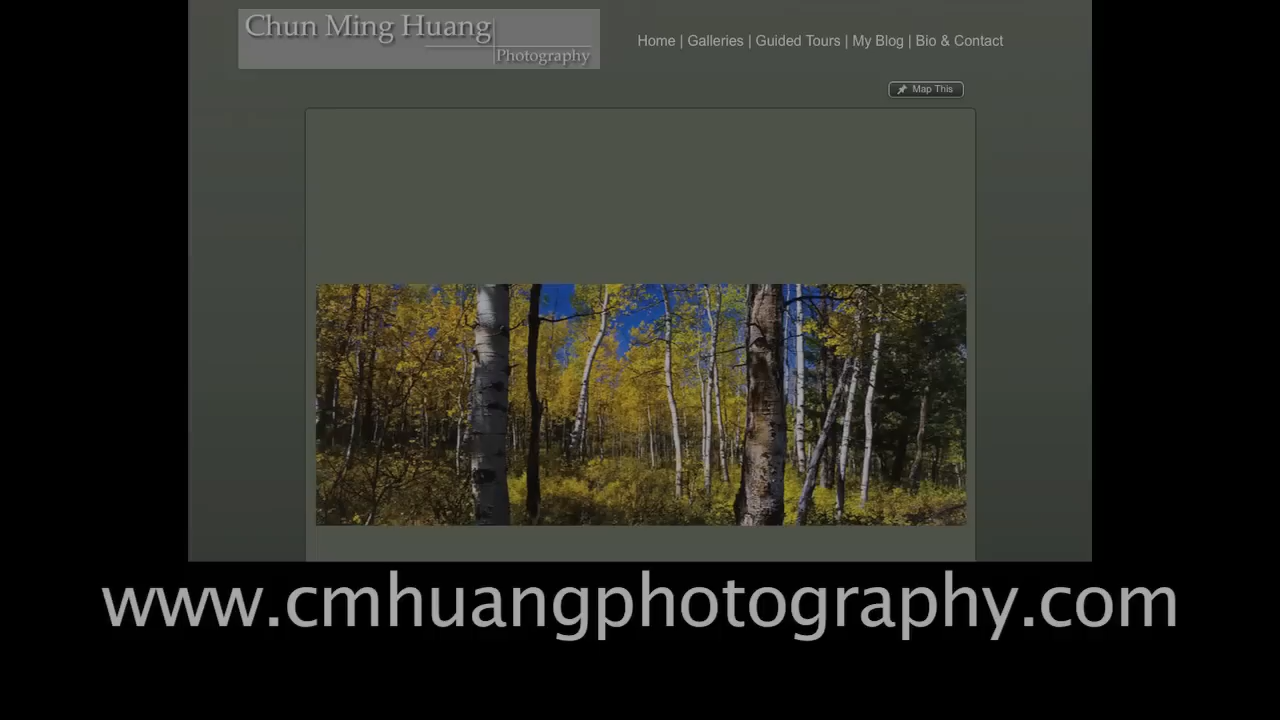 Chun Ming Huang
Photography
Home | Galleries | Guided Tours | My Blog | Bio & Contact
Map This
www.cmhuangphotography.com